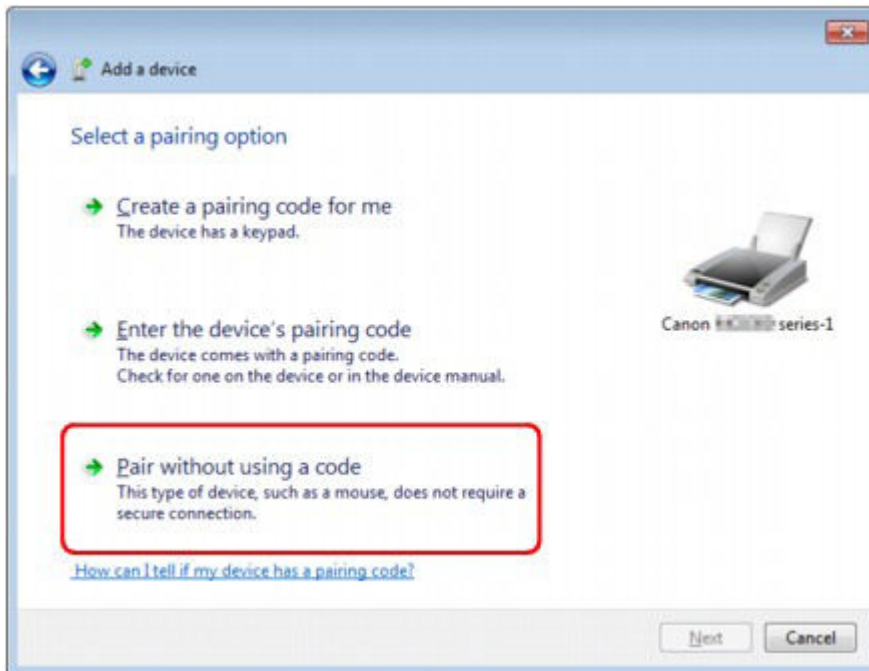 Add a device
Select a pairing option
Create a pairing code for me
The device has a keypad.
Enter the device's pairing code
The device comes with a pairing code.
Check for one on the device or in the device manual.
Pair without using a code
This type of device, such as a mouse, does not require a
secure connection.
How can I tell if my device has a pairing code?
Canon series-1
Next
Cancel